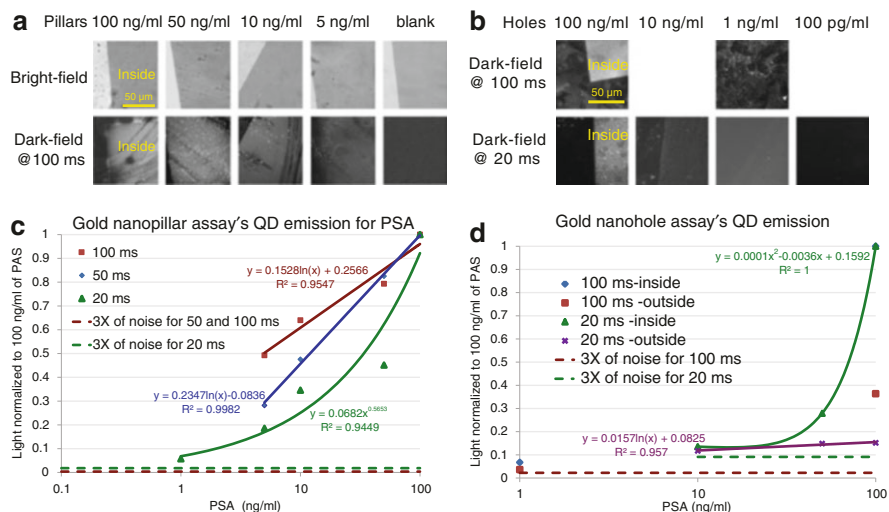 a Pillars 100 ng/ml 50 ng/ml 10 ng/ml 5 ng/ml blank
Bright-field
Inside
50 µm
Dark-field
@100 ms
Inside
b Holes 100 ng/ml 10 ng/ml 1 ng/ml 100 pg/ml
Dark-field
@ 100 ms
Inside
50 µm
Dark-field
@ 20 ms
Inside
c Gold nanopillar assay's QD emission for PSA
Light normalized to 100 ng/ml of PAS
1
0.9
0.8
0.7
0.6
0.5
0.4
0.3
0.2
0.1
0
100 ms
50 ms
20 ms
3X of noise for 50 and 100 ms
3X of noise for 20 ms
y = 0.1528ln(x) + 0.2566
R² = 0.9547
y = 0.2347ln(x)-0.0836
R² = 0.9982
y = 0.0682x^0.5653
R² = 0.9449
0.1 1 10 100
PSA (ng/ml)
d Gold nanohole assay's QD emission
Light normalized to 100 ng/ml of PAS
1
0.9
0.8
0.7
0.6
0.5
0.4
0.3
0.2
0.1
0
y = 0.0001x²-0.0036x + 0.1592
R² = 1
100 ms-inside
100 ms -outside
20 ms -inside
20 ms -outside
3X of noise for 100 ms
3X of noise for 20 ms
y = 0.0157ln(x) + 0.0825
R² = 0.957
1 10 100
PSA (ng/ml)